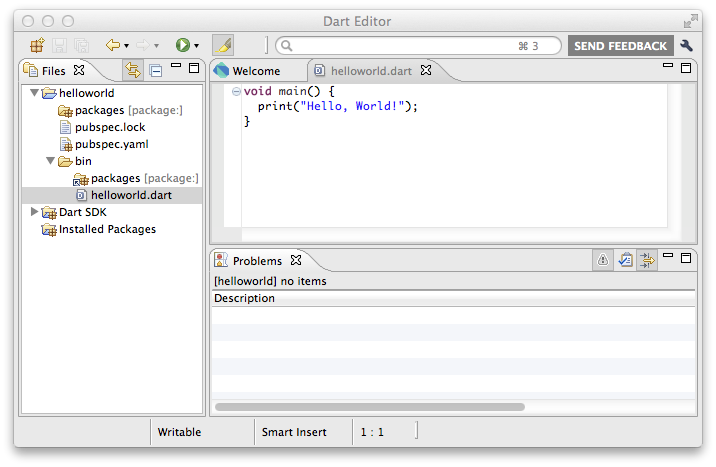 Dart Editor
⌘ 3
SEND FEEDBACK
Files
helloworld
packages [package:]
pubspec.lock
pubspec.yaml
bin
packages [package:]
helloworld.dart
Dart SDK
Installed Packages
Welcome
helloworld.dart
void main() {
print("Hello, World!");
}
Problems
[helloworld] no items
Description
Writable
Smart Insert
1 : 1